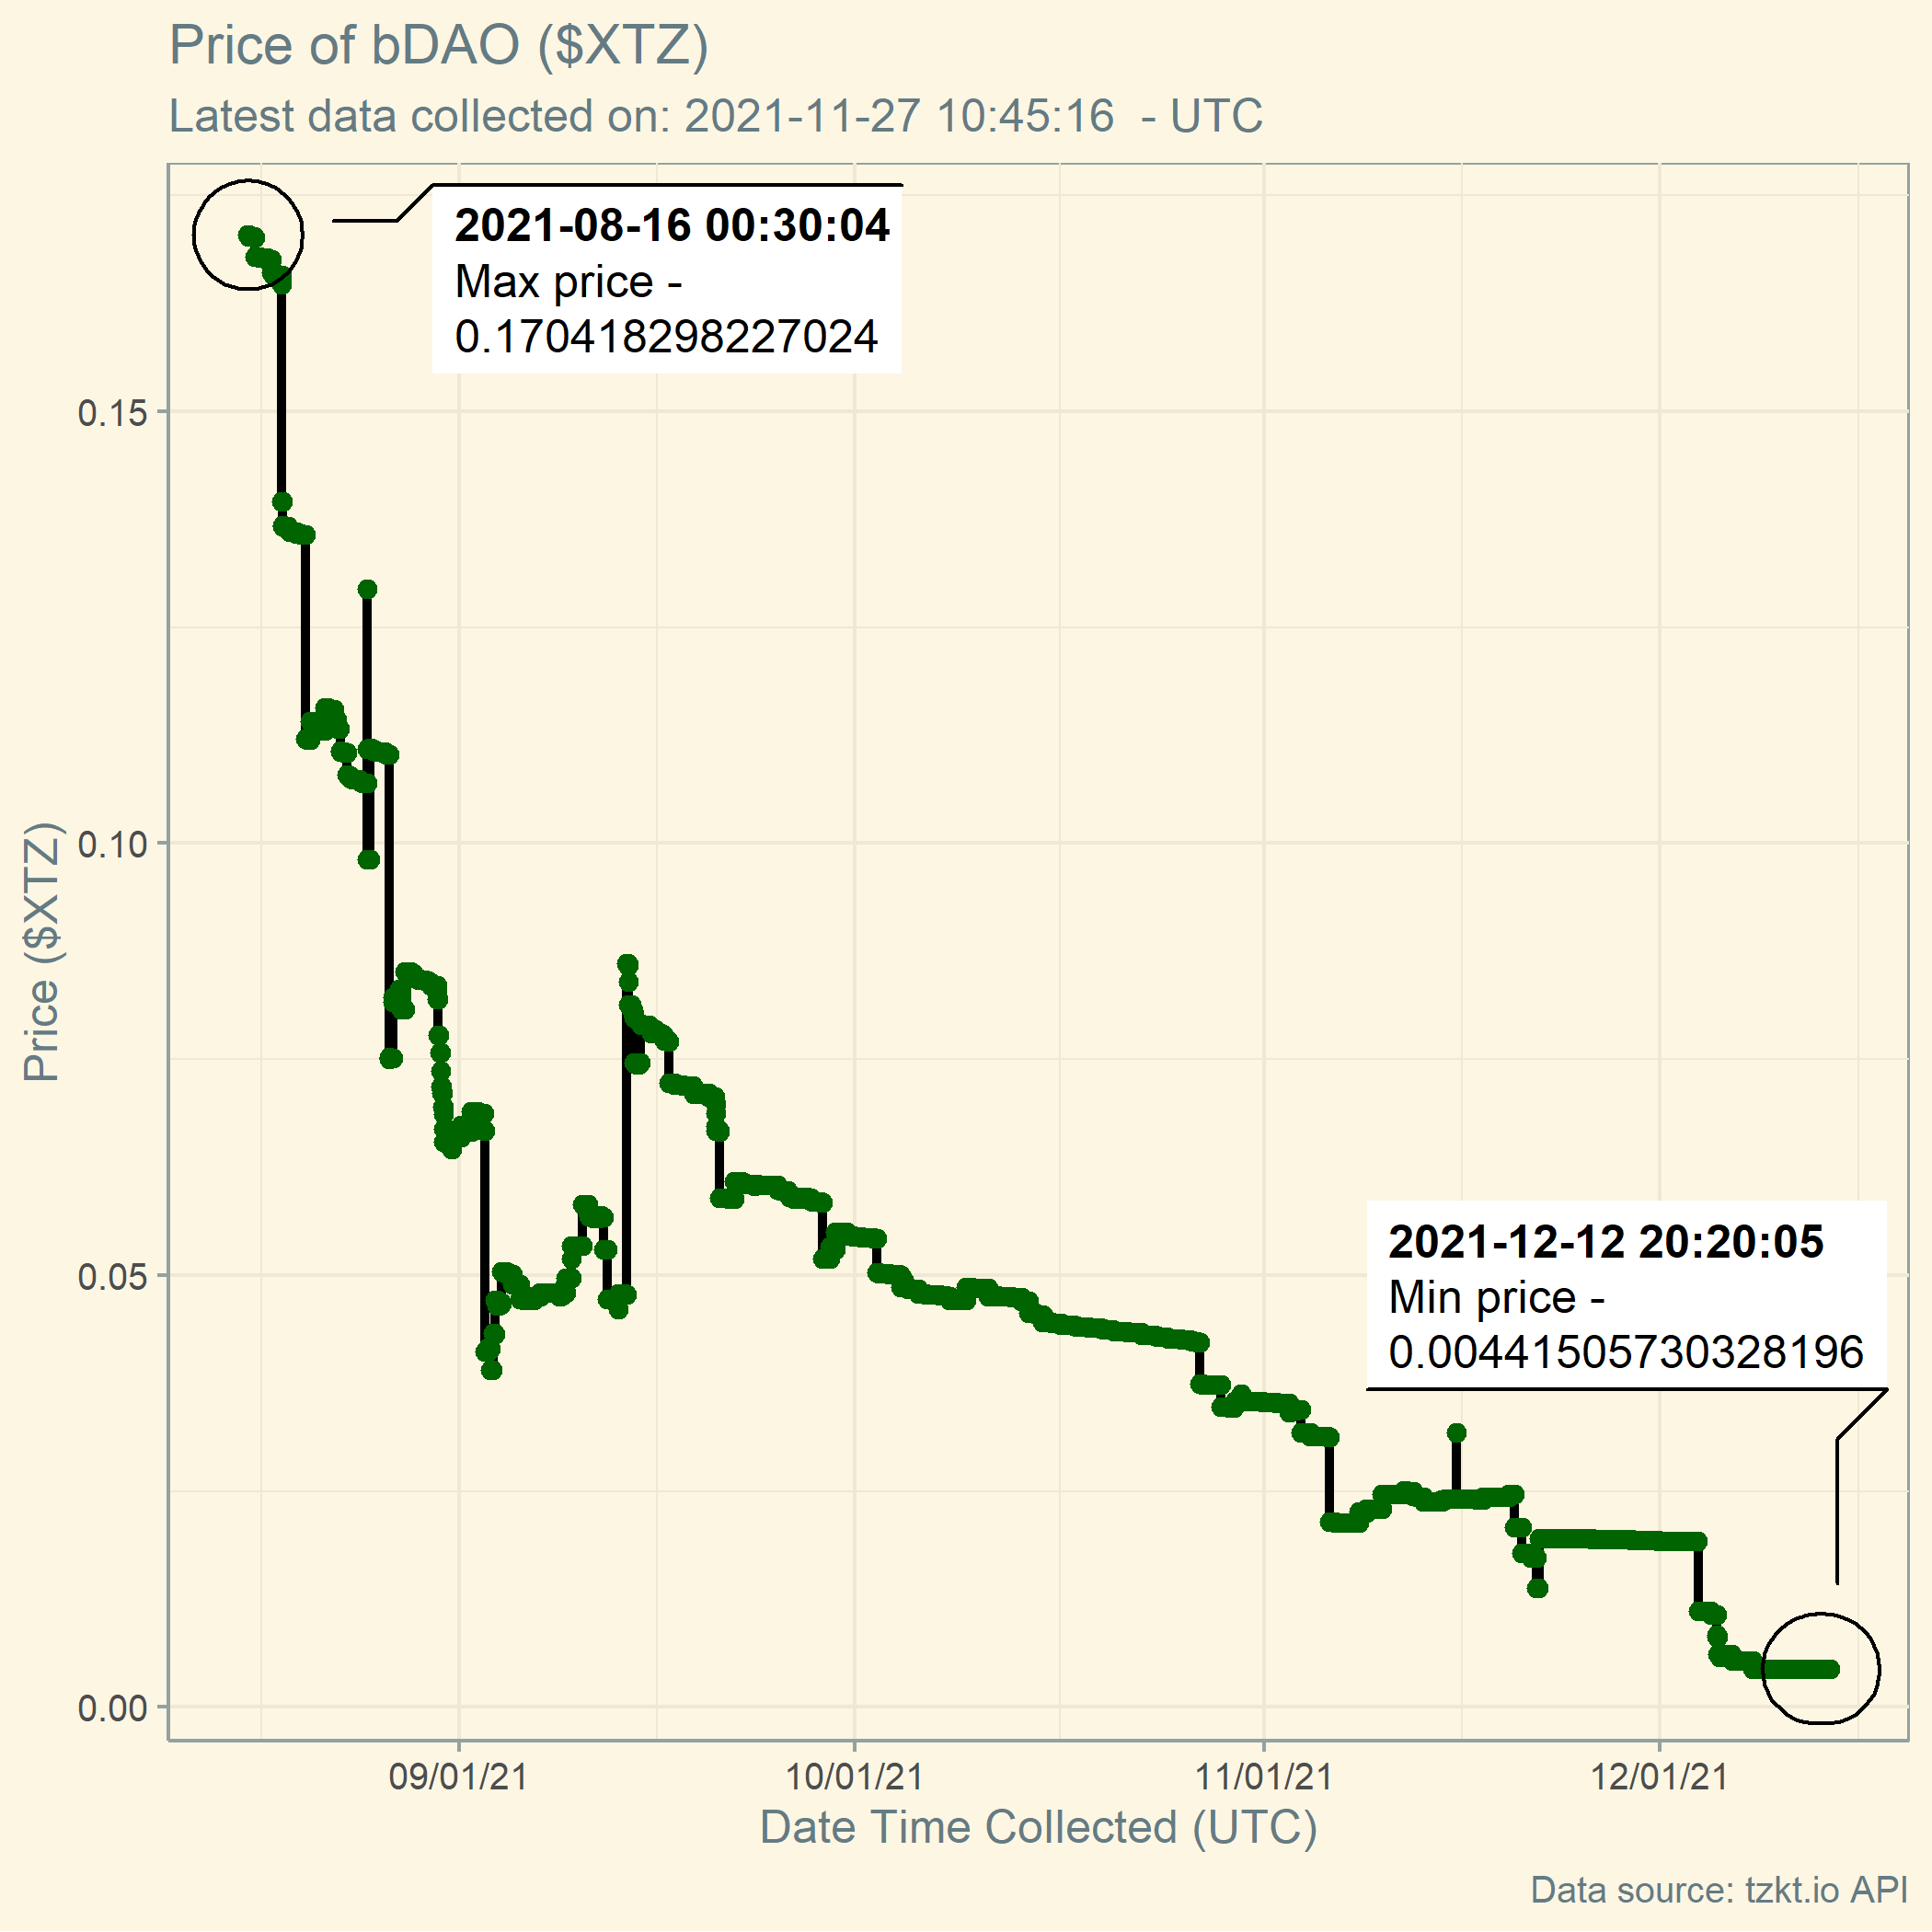 Price of bDAO ($XTZ)
Latest data collected on: 2021-11-27 10:45:16  - UTC
2021-08-16 00:30:04
Max price -
0.170418298227024
0.15
0.10
0.05
0.00
Price ($XTZ)
2021-12-12 20:20:05
Min price -
0.00441505730328196
09/01/21
10/01/21
11/01/21
12/01/21
Date Time Collected (UTC)
Data source: tzkt.io API